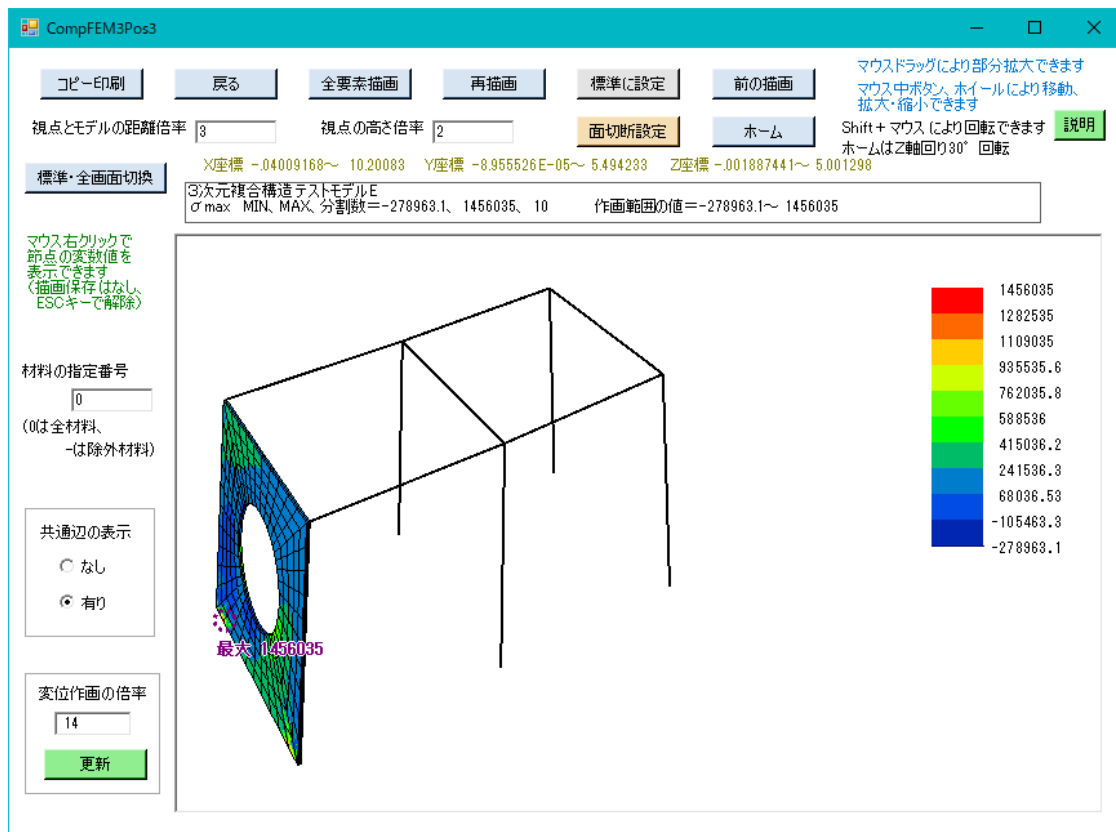 CompFEM3Pos3
コピー印刷
戻る
全要素描画
再描画
標準に設定
前の描画
マウスドラッグにより部分拡大できます
マウス中ボタン、ホイールにより移動、
拡大・縮小できます
視点とモデルの距離倍率 3
視点の高さ倍率 2
面切断設定
ホーム
Shift+マウス により回転できます
ホームはZ軸回り30° 回転
説明
標準・全画面切換
X座標 -.04009168～ 10.20083 Y座標 -8.955526E-05～ 5.494233 Z座標 -.001887441～ 5.001298
3次元複合構造テストモデルE
σmax MIN、MAX、分割数=-278963.1、 1456035、 10 作画範囲の値=-278963.1～ 1456035
マウス右クリックで
節点の変数値を
表示できます
(描画保存はなし、
ESCキーで解除)
材料の指定番号
0
(0は全材料、
-は除外材料)
共通辺の表示
なし
有り
変位作画の倍率
14
更新
最大 1456035
1456035
1282535
1109035
935535.6
762035.8
588536
415036.2
241536.3
68036.53
-105463.3
-278963.1